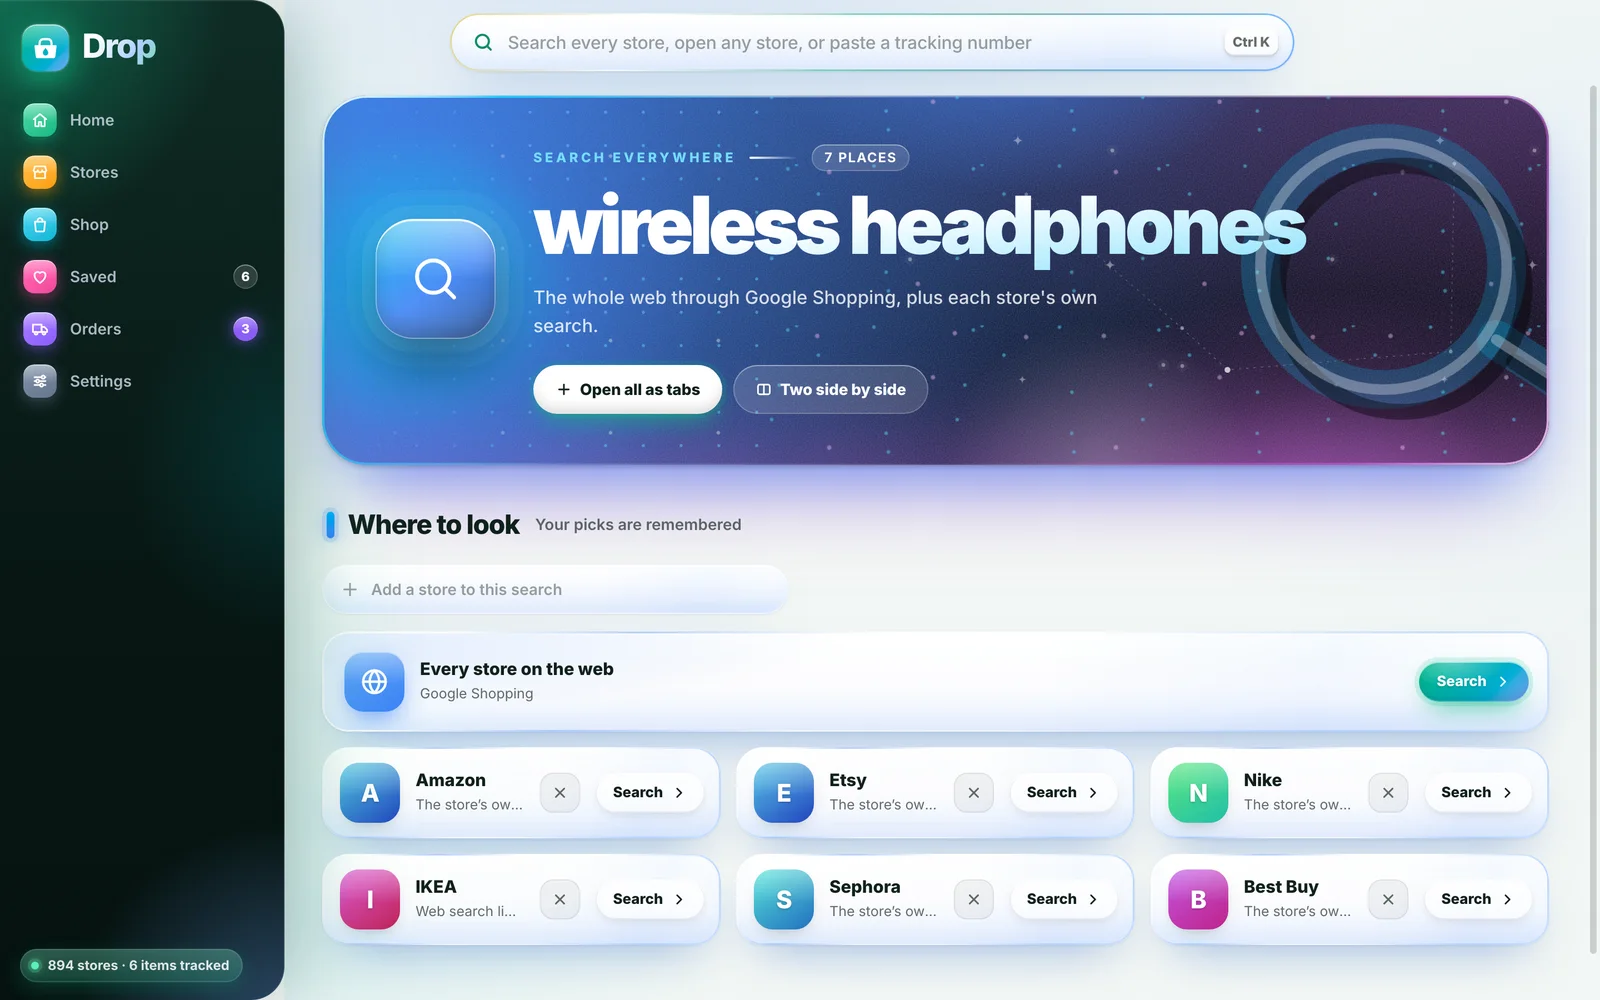 Drop
Home
Stores
Shop
Saved
6
Orders
3
Settings
894 stores · 6 items tracked
Search every store, open any store, or paste a tracking number
Ctrl K
SEARCH EVERYWHERE
7 PLACES
wireless headphones
The whole web through Google Shopping, plus each store's own
search.
Open all as tabs
Two side by side
Where to look
Your picks are remembered
Add a store to this search
Every store on the web
Google Shopping
Search
A
Amazon
The store’s ow...
Search
E
Etsy
The store’s ow...
Search
N
Nike
The store’s ow...
Search
I
IKEA
Web search li...
Search
S
Sephora
The store’s ow...
Search
B
Best Buy
The store’s ow...
Search